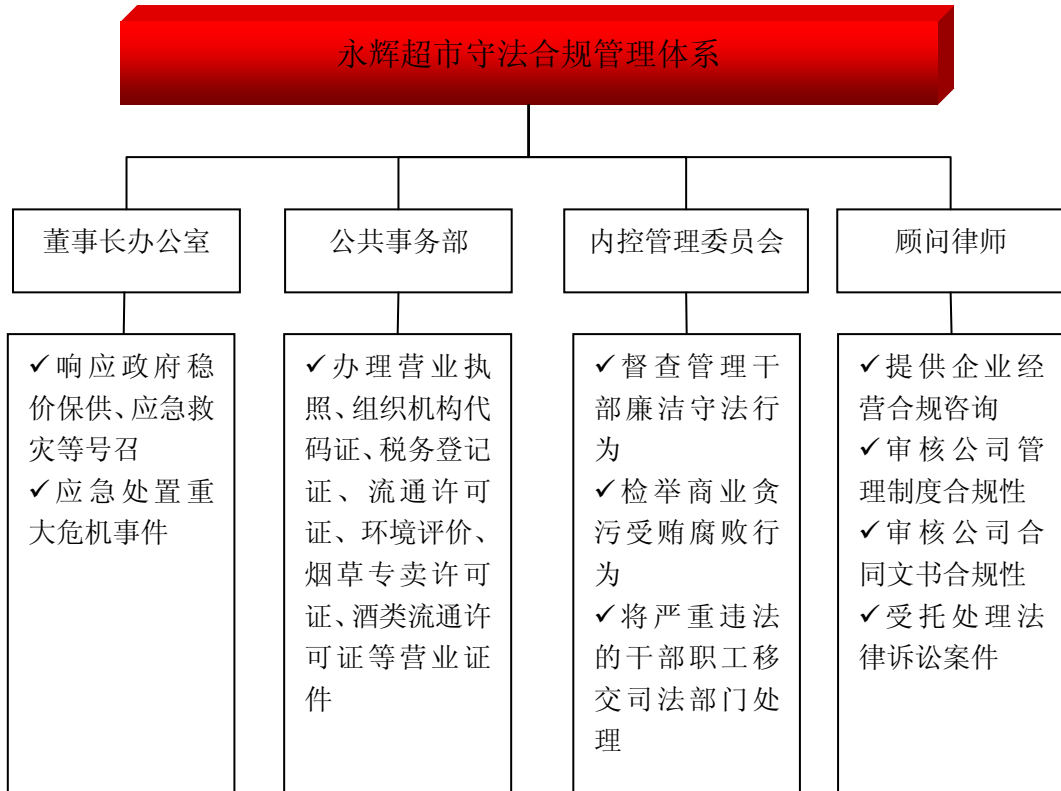 永辉超市守法合规管理体系
董事长办公室
公共事务部
内控管理委员会
顾问律师
✓响应政府稳
价保供、应急救
灾等号召
✓应急处置重
大危机事件
✓办理营业执
照、组织机构代
码证、税务登记
证、流通许可
证、环境评价、
烟草专卖许可
证、酒类流通许
可证等营业证
件
✓督查管理干
部廉洁守法行
为
✓检举商业贪
污受贿腐败行
为
✓将严重违法
的干部职工移
交司法部门处
理
✓提供企业经
营合规咨询
✓审核公司管
理制度合规性
✓审核公司合
同文书合规性
✓受托处理法
律诉讼案件